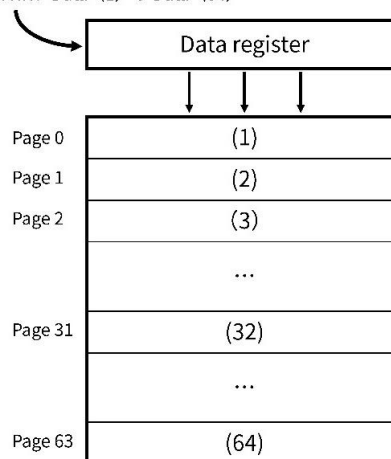 Data register
Page 0 (1)
Page 1 (2)
Page 2 (3)
...
Page 31 (32)
...
Page 63 (64)